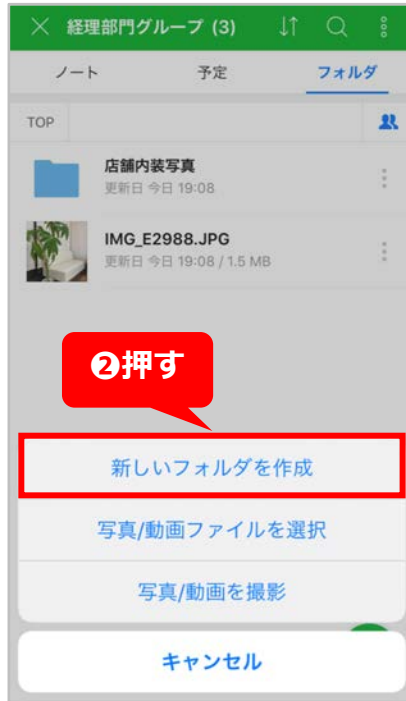 経理部門グループ (3)
ノート 予定 フォルダ
TOP
店舗内装写真
更新日 今日 19:08
IMG_E2988.JPG
更新日 今日 19:08 / 1.5 MB
❷押す
新しいフォルダを作成
写真/動画ファイルを選択
写真/動画を撮影
キャンセル